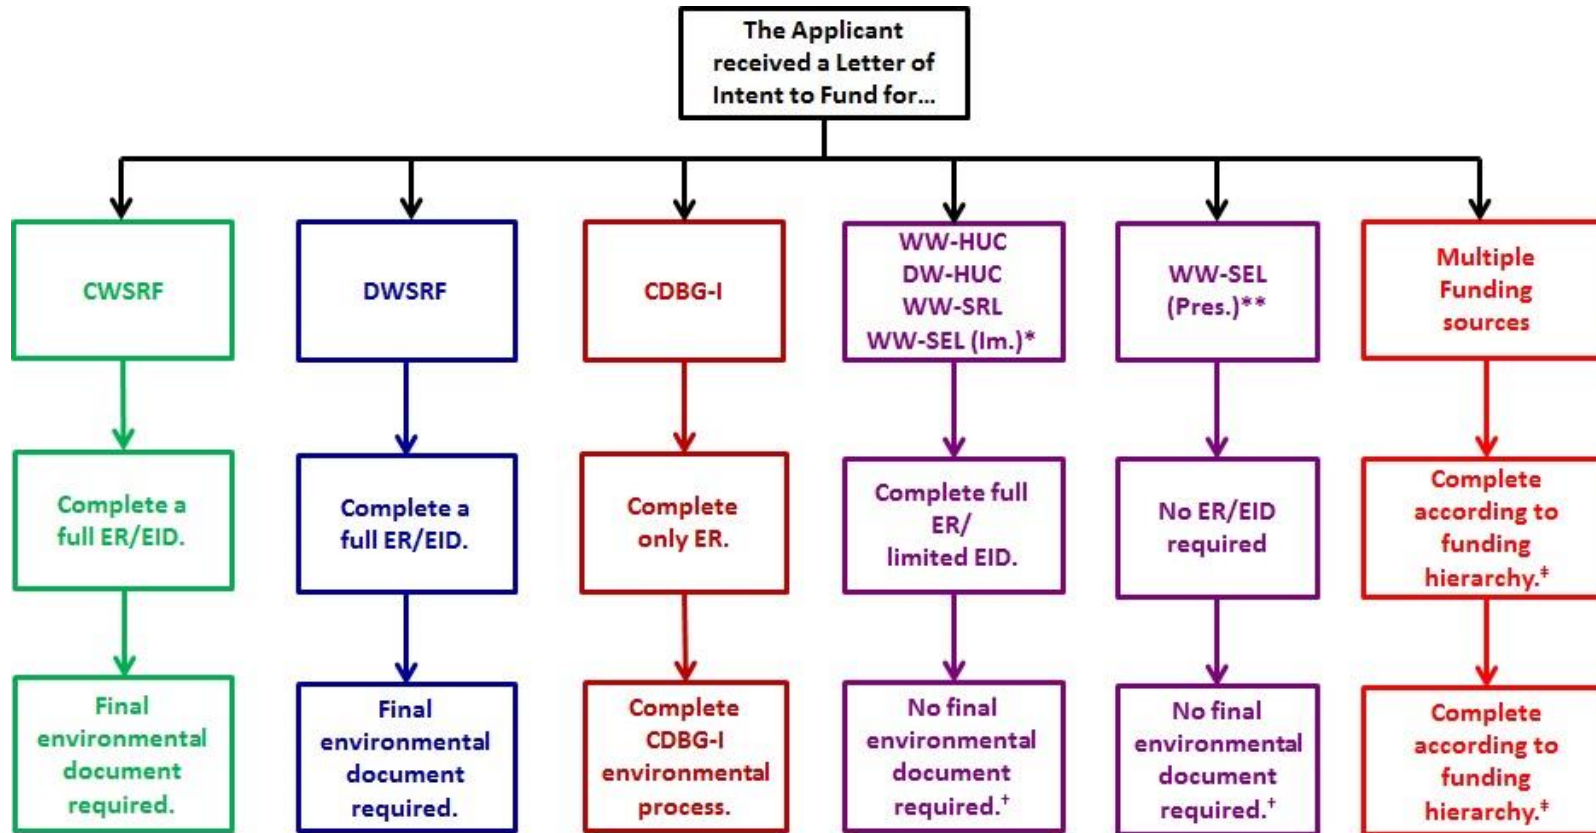 The Applicant
received a Letter of
Intent to Fund for…
CWSRF
DWSRF
CDBG-I
WW-HUC
DW-HUC
WW-SRL
WW-SEL (Im.)*
WW-SEL
(Pres.)**
Multiple
Funding
sources
Complete a
full ER/EID.
Complete a
full ER/EID.
Complete
only ER.
Complete full
ER/
limited EID.
No ER/EID
required
Complete
according to
funding
hierarchy.‡
Final
environmental
document
required.
Final
environmental
document
required.
Complete
CDBG-I
environmental
process.
No final
environmental
document
required.†
No final
environmental
document
required.†
Complete
according to
funding
hierarchy.‡